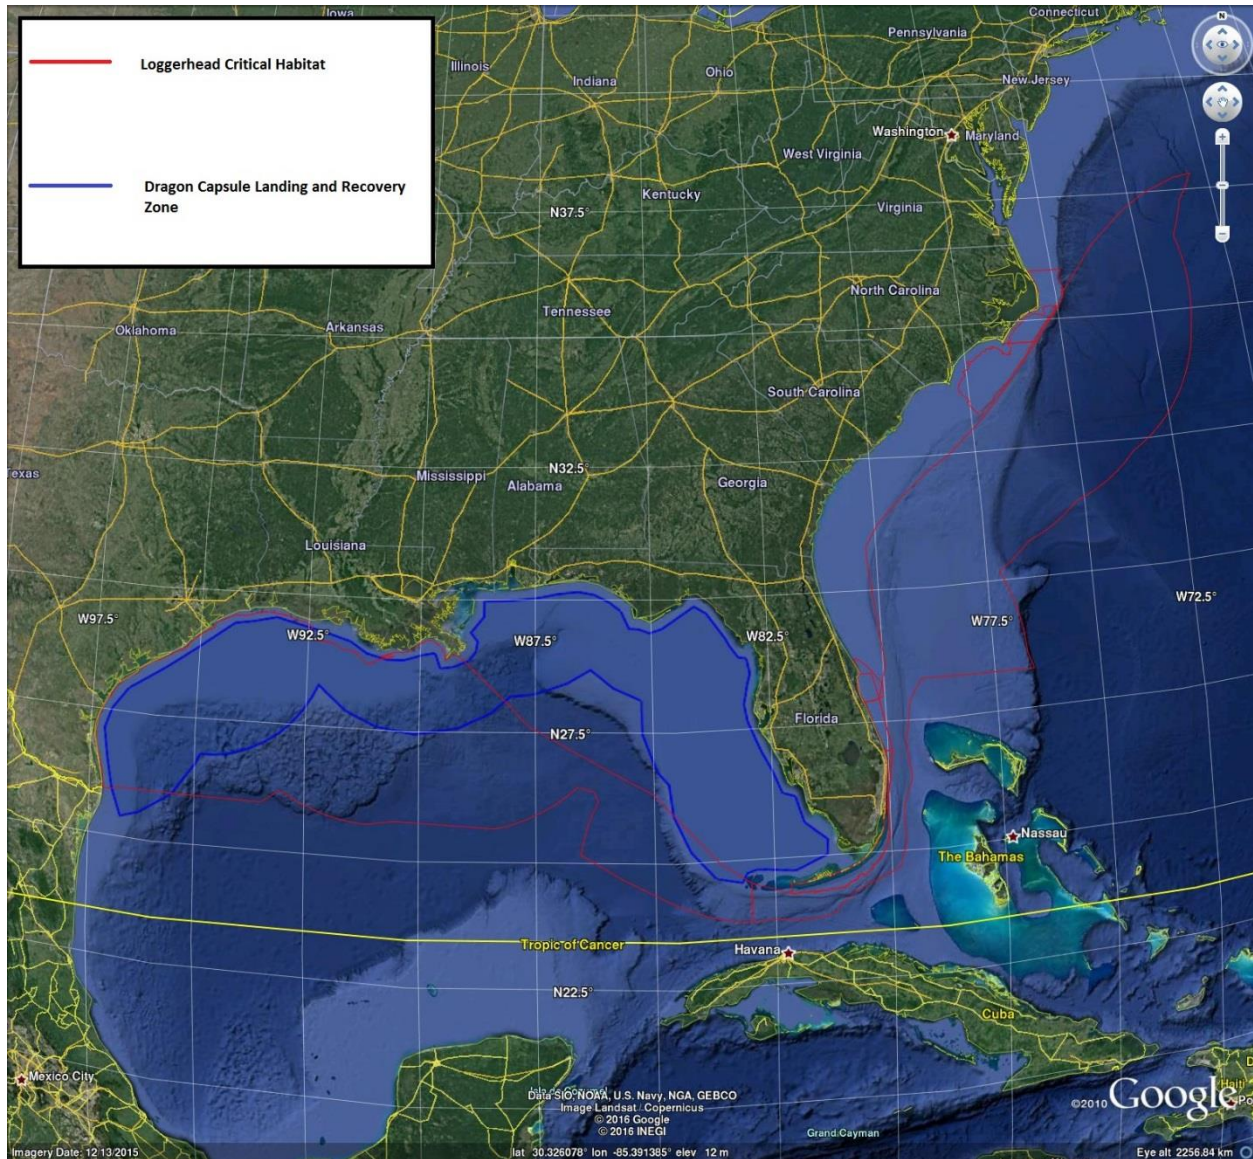 Iowa
Connecticut
Loggerhead Critical Habitat
Dragon Capsule Landing and Recovery
Zone
N
Pennsylvania
Illinois
Indiana
Ohio
New Jersey
Washington
Maryland
West Virginia
Kentucky
Virginia
N37.5°
North Carolina
Tennessee
Oklahoma
Arkansas
South Carolina
Texas
Mississippi
N32.5°
Alabama
Georgia
Louisiana
W97.5°
W92.5°
W87.5°
W82.5°
W77.5°
W72.5°
N27.5°
Florida
Nassau
The Bahamas
Tropic of Cancer
Havana
N22.5°
Cuba
Mexico City
Haiti
Data SIO, NOAA, U.S. Navy, NGA, GEBCO
Image Landsat / Copernicus
© 2016 Google
© 2016 INEGI
©2010 Google
Grand Cayman
Imagery Date: 12/13/2015
lat 30.326078° lon -85.391385° elev 12 m
Eye alt 2256.84 km